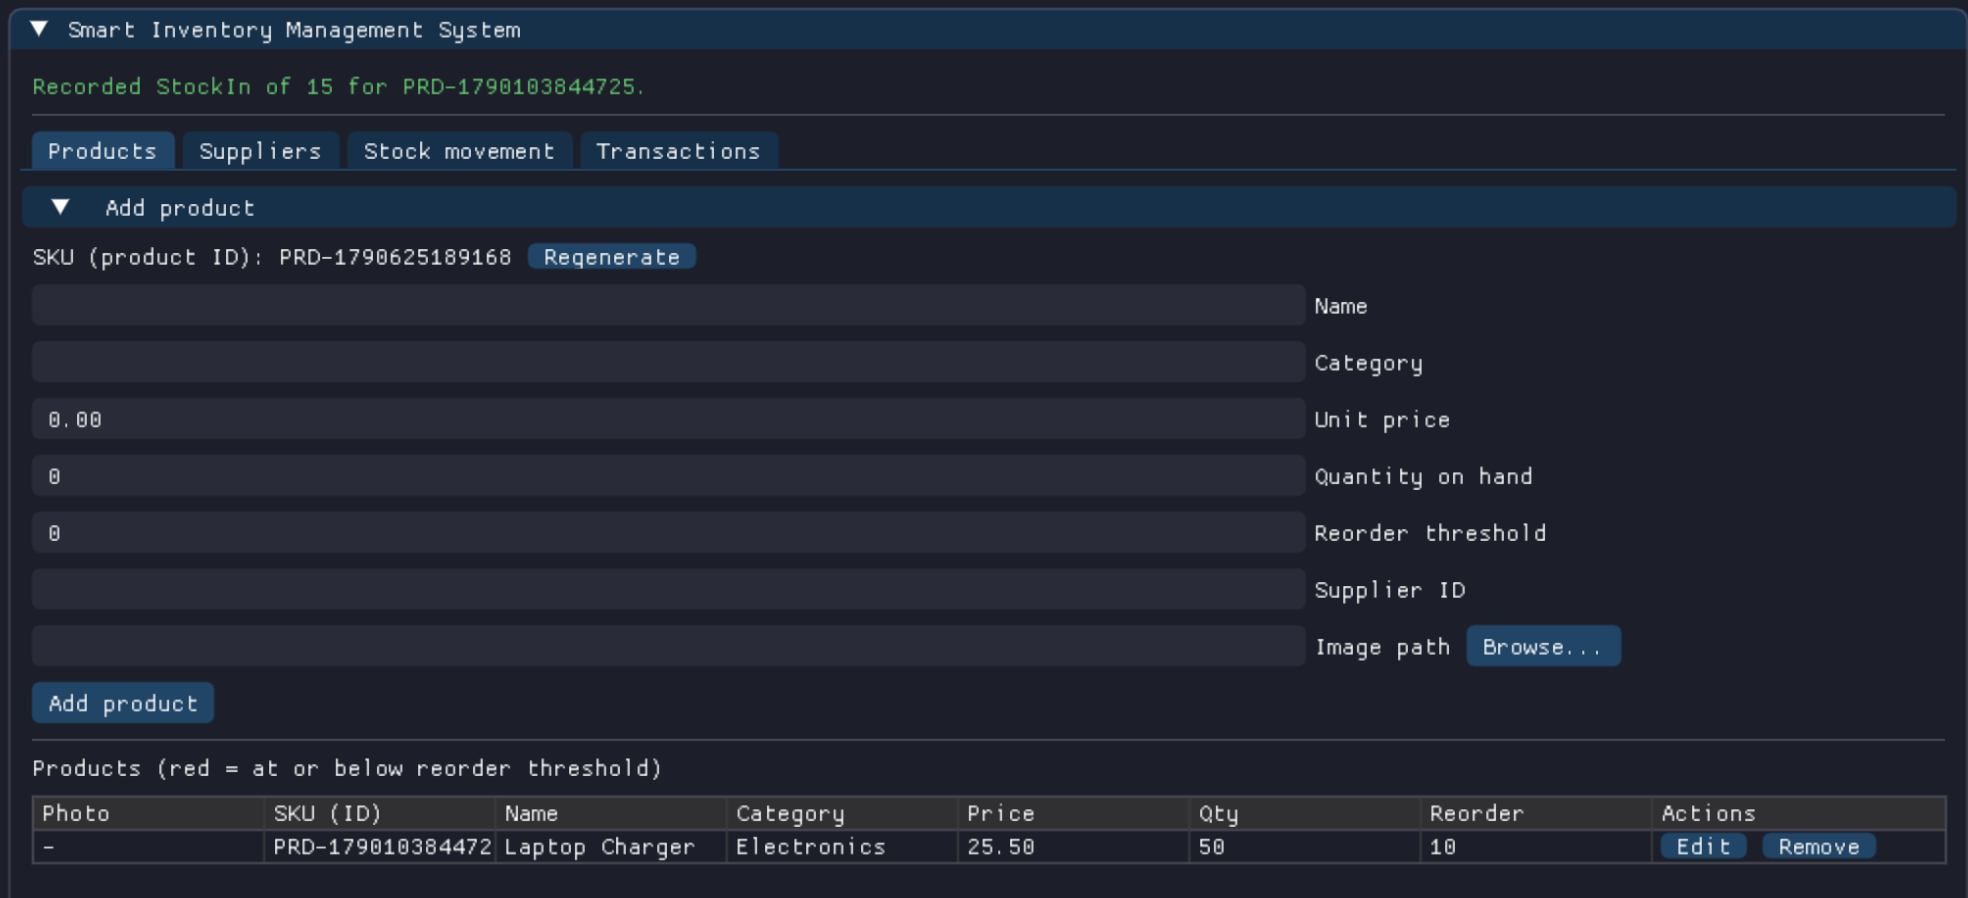 Smart Inventory Management System
Recorded StockIn of 15 for PRD-1790103844725.
Products Suppliers Stock movement Transactions
Add product
SKU (product ID): PRD-1790625189168 Regenerate
Name
Category
0.00 Unit price
0 Quantity on hand
0 Reorder threshold
Supplier ID
Image path Browse...
Add product
Products (red = at or below reorder threshold)
Photo SKU (ID) Name Category Price Qty Reorder Actions
- PRD-179010384472 Laptop Charger Electronics 25.50 50 10 Edit Remove